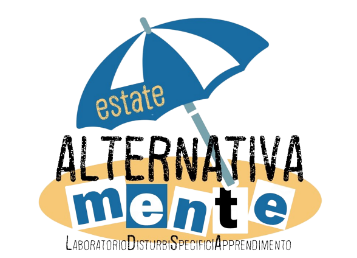 estate
ALTERNATIVA
mente
LABORATORIODISTURBISPECIFICIAPPRENDIMENTO